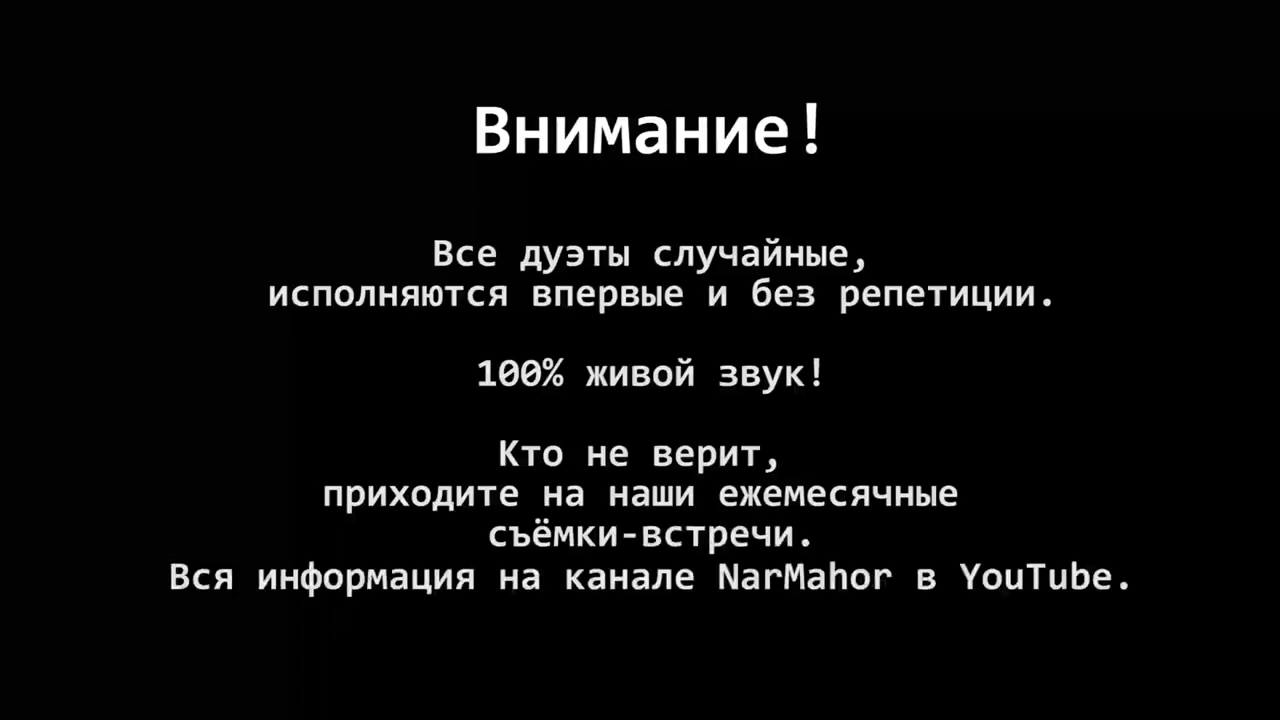 Внимание!
Все дуэты случайные,
исполняются впервые и без репетиции.
100% живой звук!
Кто не верит,
приходите на наши ежемесячные
съёмки-встречи.
Вся информация на канале NarMahor в YouTube.